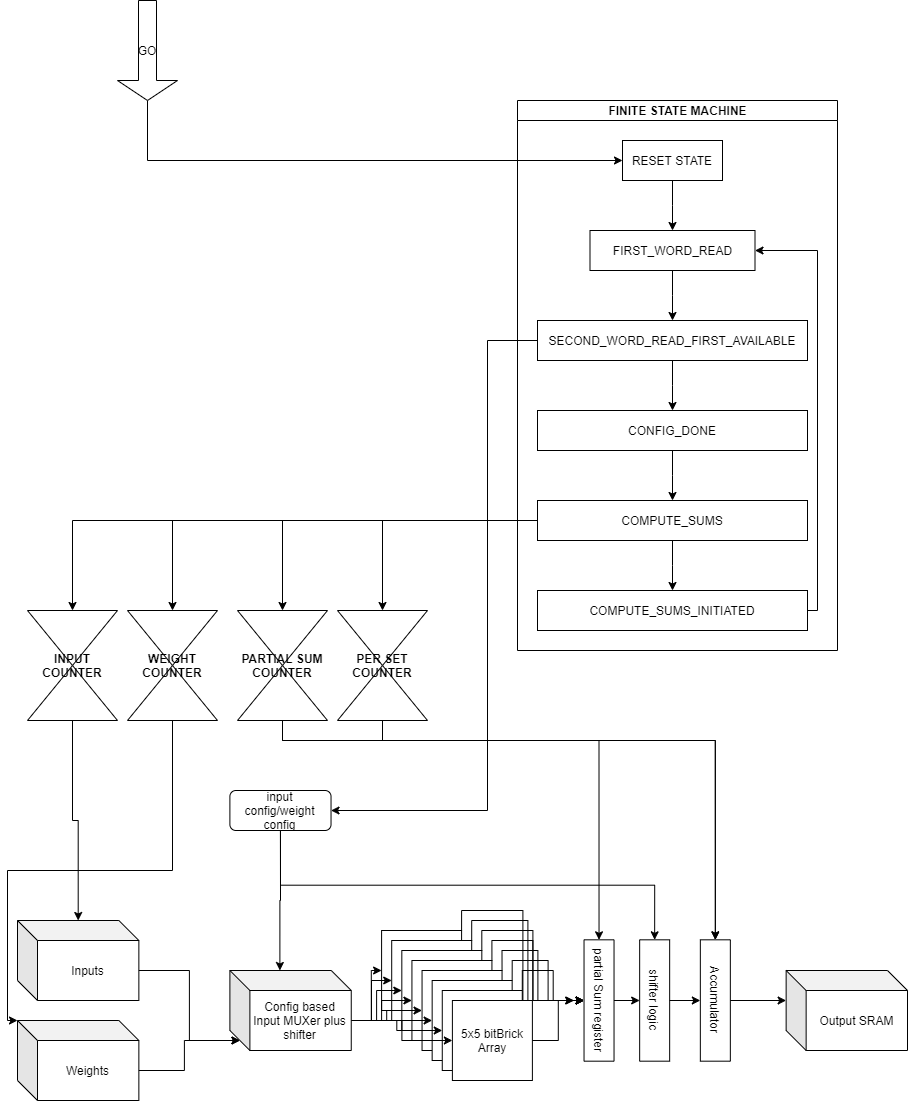 GO
FINITE STATE MACHINE
RESET STATE
FIRST_WORD_READ
SECOND_WORD_READ_FIRST_AVAILABLE
CONFIG_DONE
COMPUTE_SUMS
COMPUTE_SUMS_INITIATED
INPUT
COUNTER
WEIGHT
COUNTER
PARTIAL SUM
COUNTER
PER SET
COUNTER
input
config/weight
config
Inputs
Weights
Config based
Input MUXer plus
shifter
5x5 bitBrick
Array
partial Sum register
shifter logic
Accumulator
Output SRAM